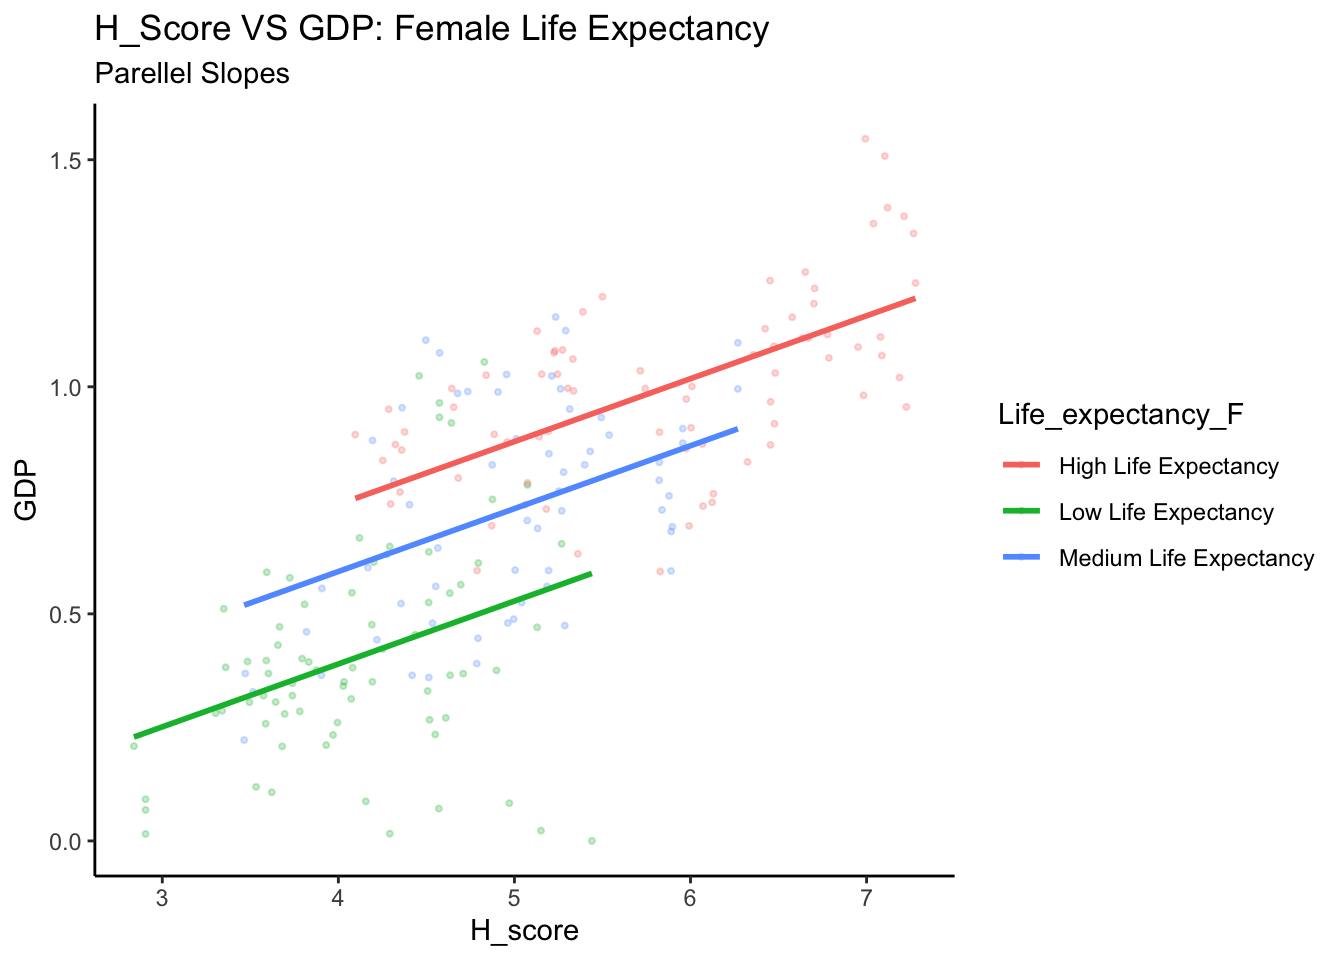 H_Score VS GDP: Female Life Expectancy
Parellel Slopes
1.5
1.0
0.5
0.0
GDP
3 4 5 6 7
H_score
Life_expectancy_F
High Life Expectancy
Low Life Expectancy
Medium Life Expectancy